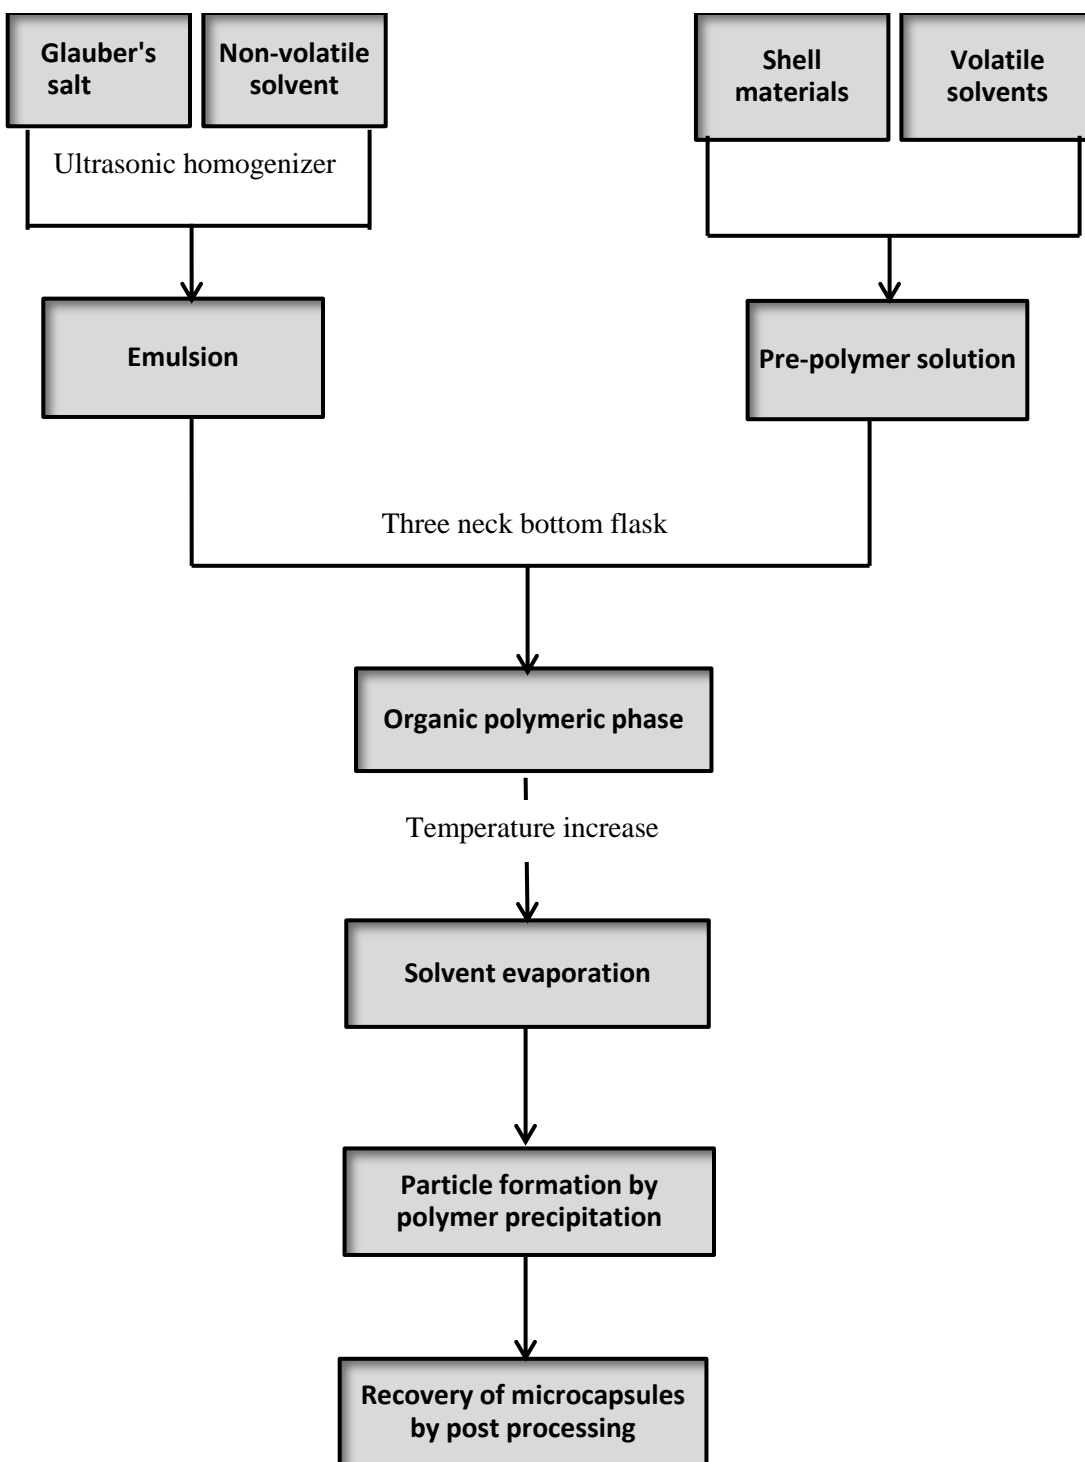 Glauber's
salt
Non-volatile
solvent
Shell
materials
Volatile
solvents
Ultrasonic homogenizer
Emulsion
Pre-polymer solution
Three neck bottom flask
Organic polymeric phase
Temperature increase
Solvent evaporation
Particle formation by
polymer precipitation
Recovery of microcapsules
by post processing